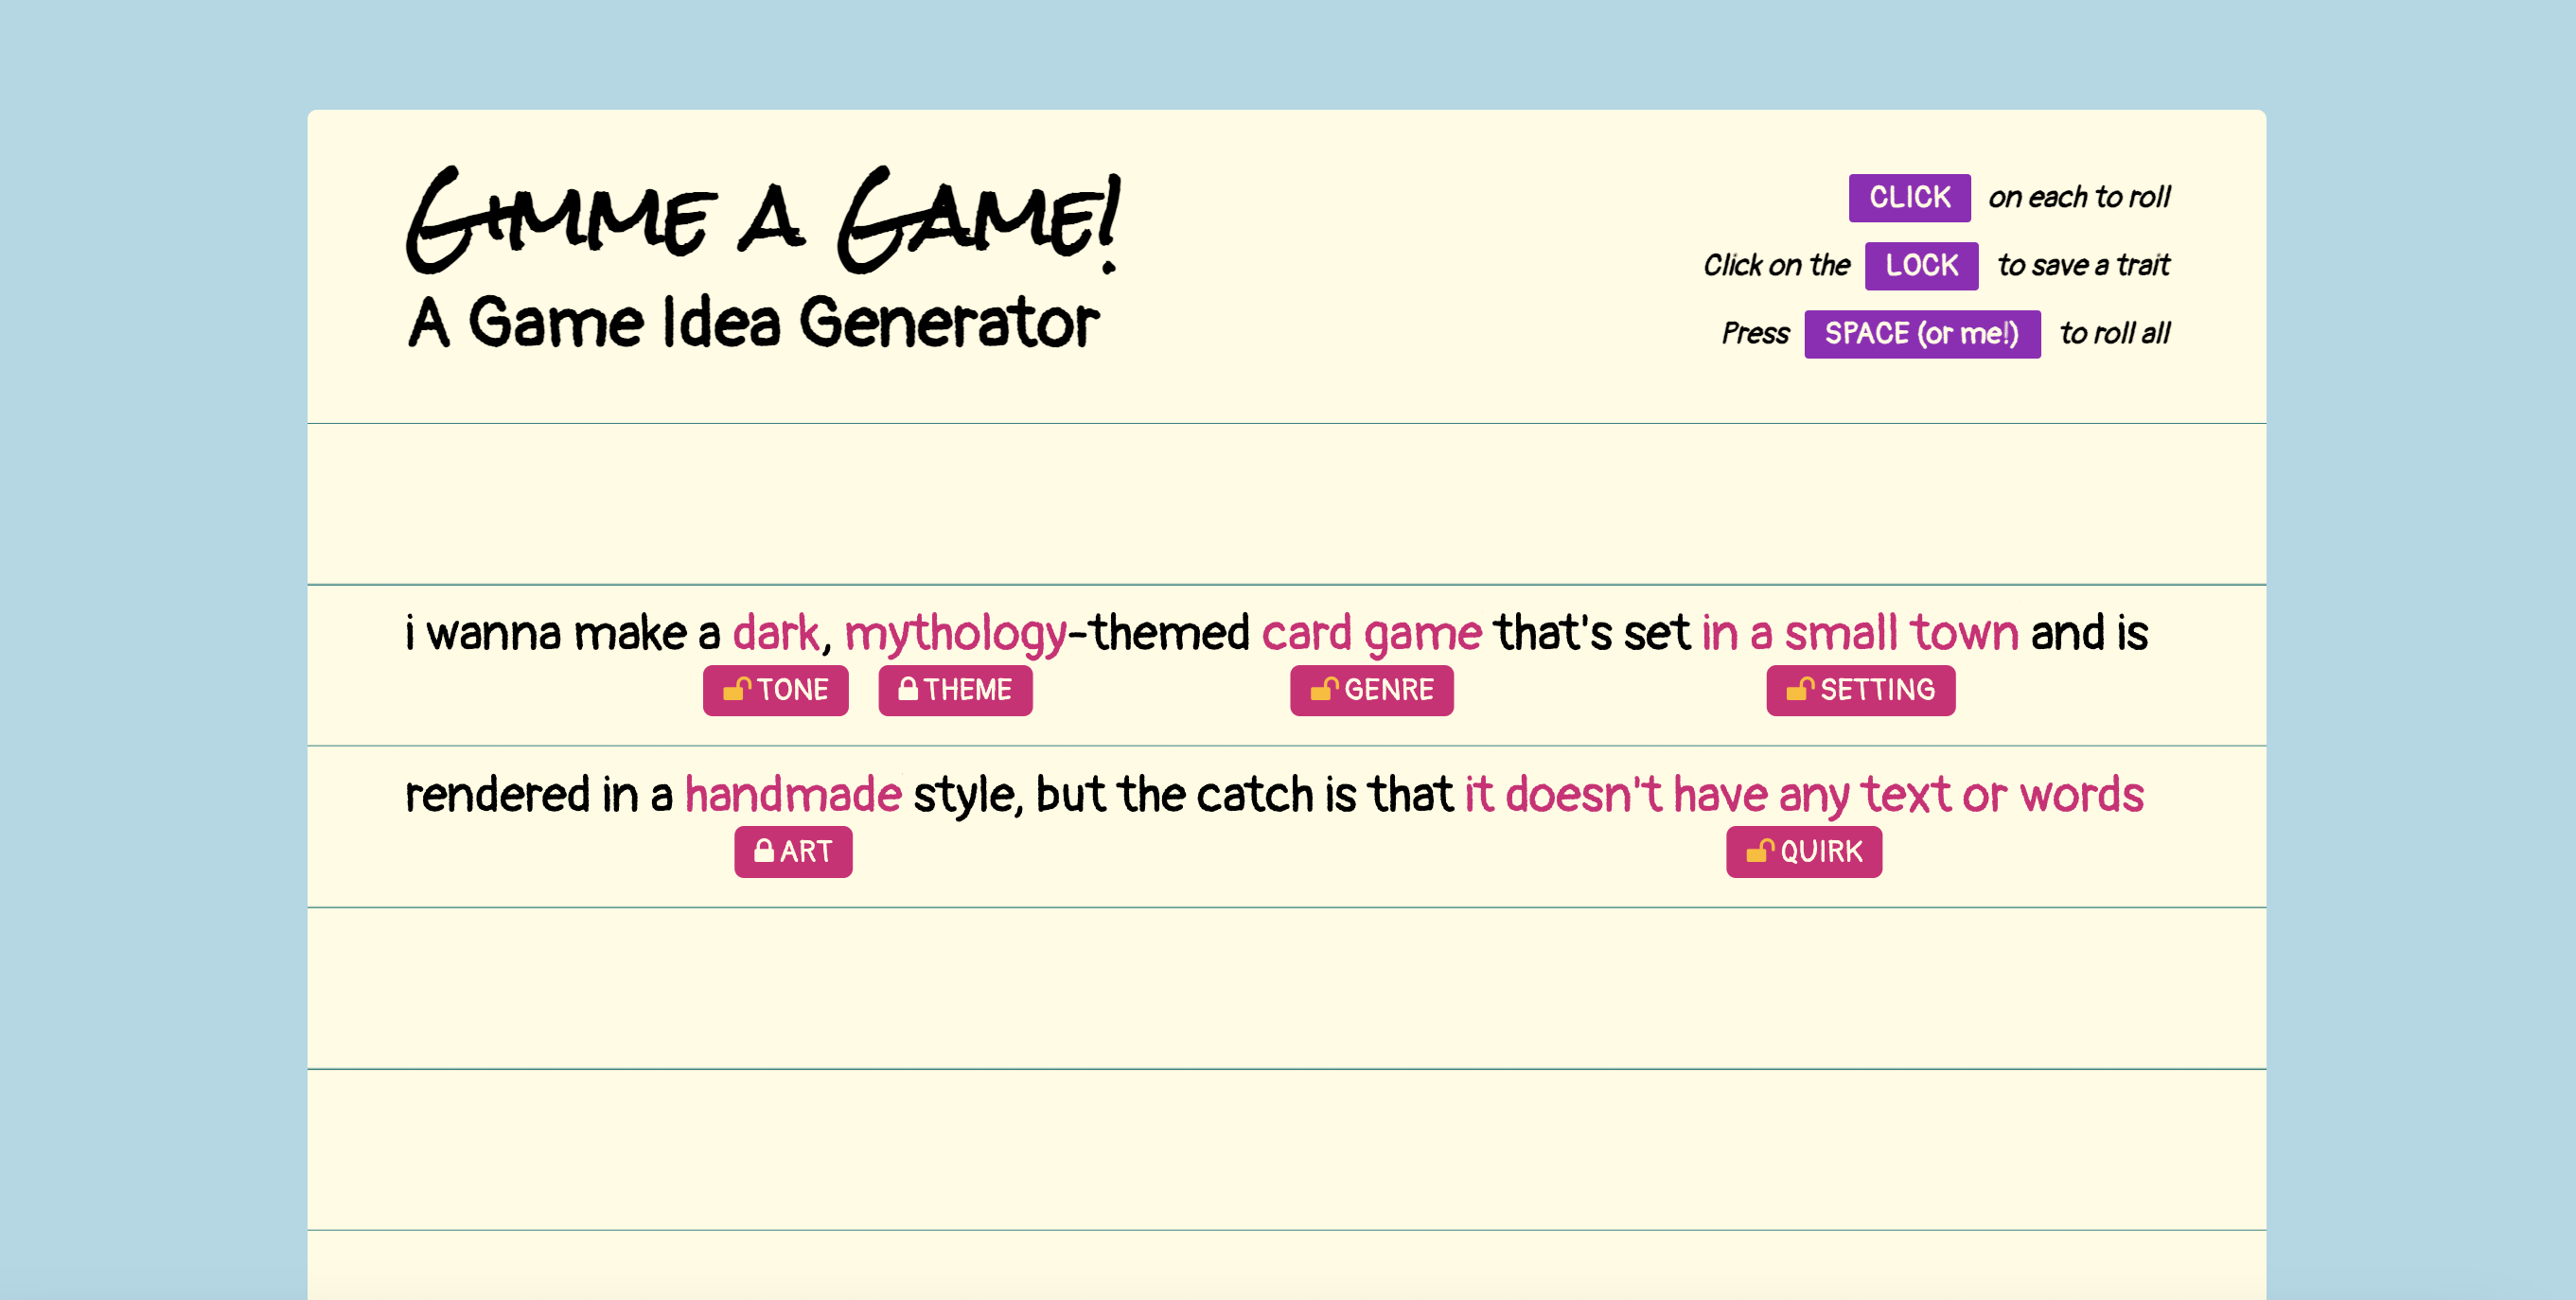 Gimme a Game!
A Game Idea Generator
CLICK on each to roll
Click on the LOCK to save a trait
Press SPACE (or me!) to roll all
i wanna make a dark, mythology-themed card game that's set in a small town and is
TONE THEME GENRE SETTING
rendered in a handmade style, but the catch is that it doesn't have any text or words
ART QUIRK